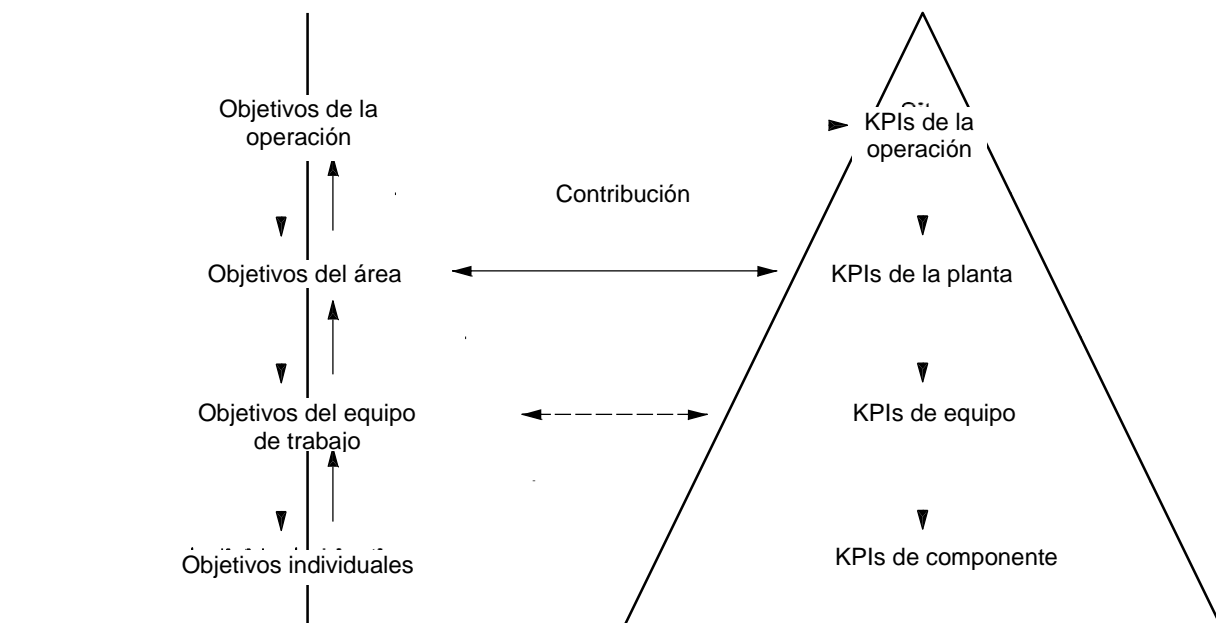 Objetivos de la
operación
KPIs de la
operación
Contribución
Objetivos del área
KPIs de la planta
Objetivos del equipo
de trabajo
KPIs de equipo
Objetivos individuales
KPIs de componente